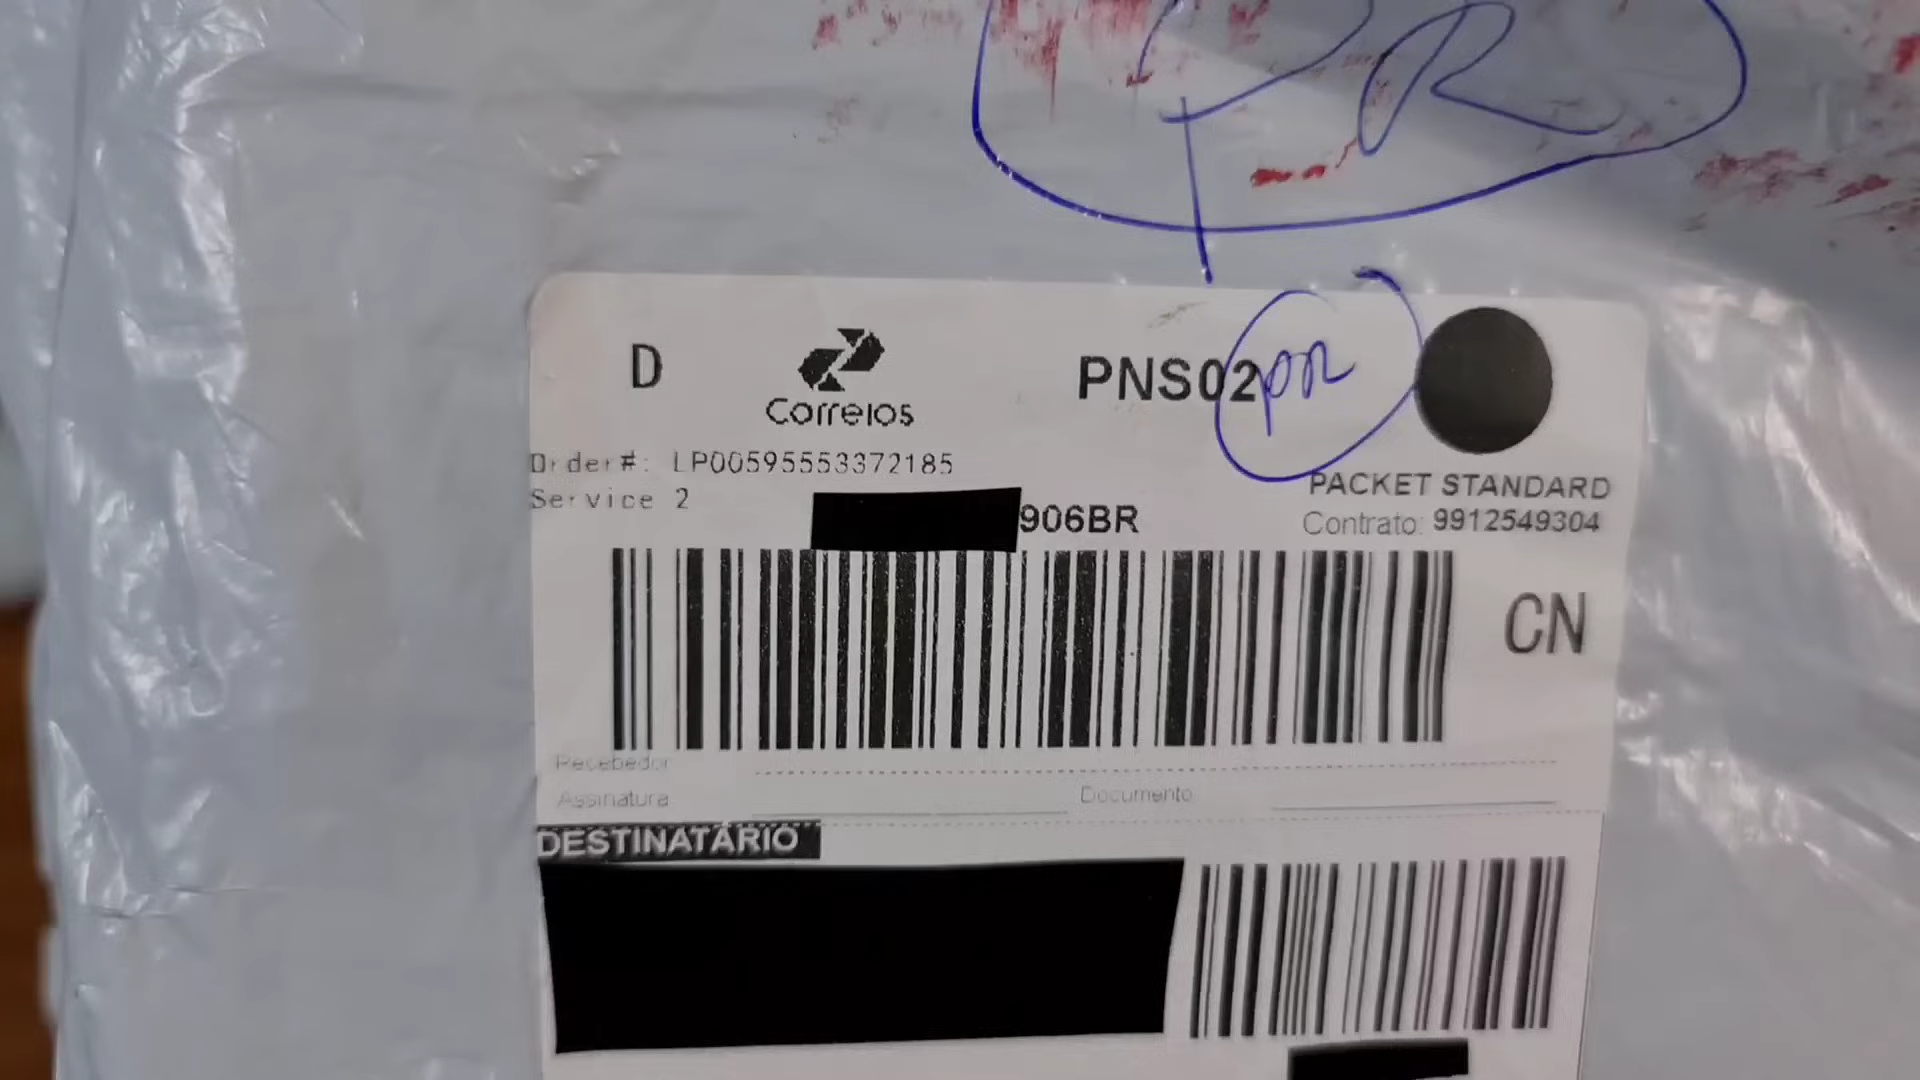 PR
D
Correios
PNS02
PR
Order#: LP00595553372185
Service 2
PACKET STANDARD
906BR
Contrato: 9912549304
CN
Recebedor
Assinatura
Documento
DESTINATÁRIO